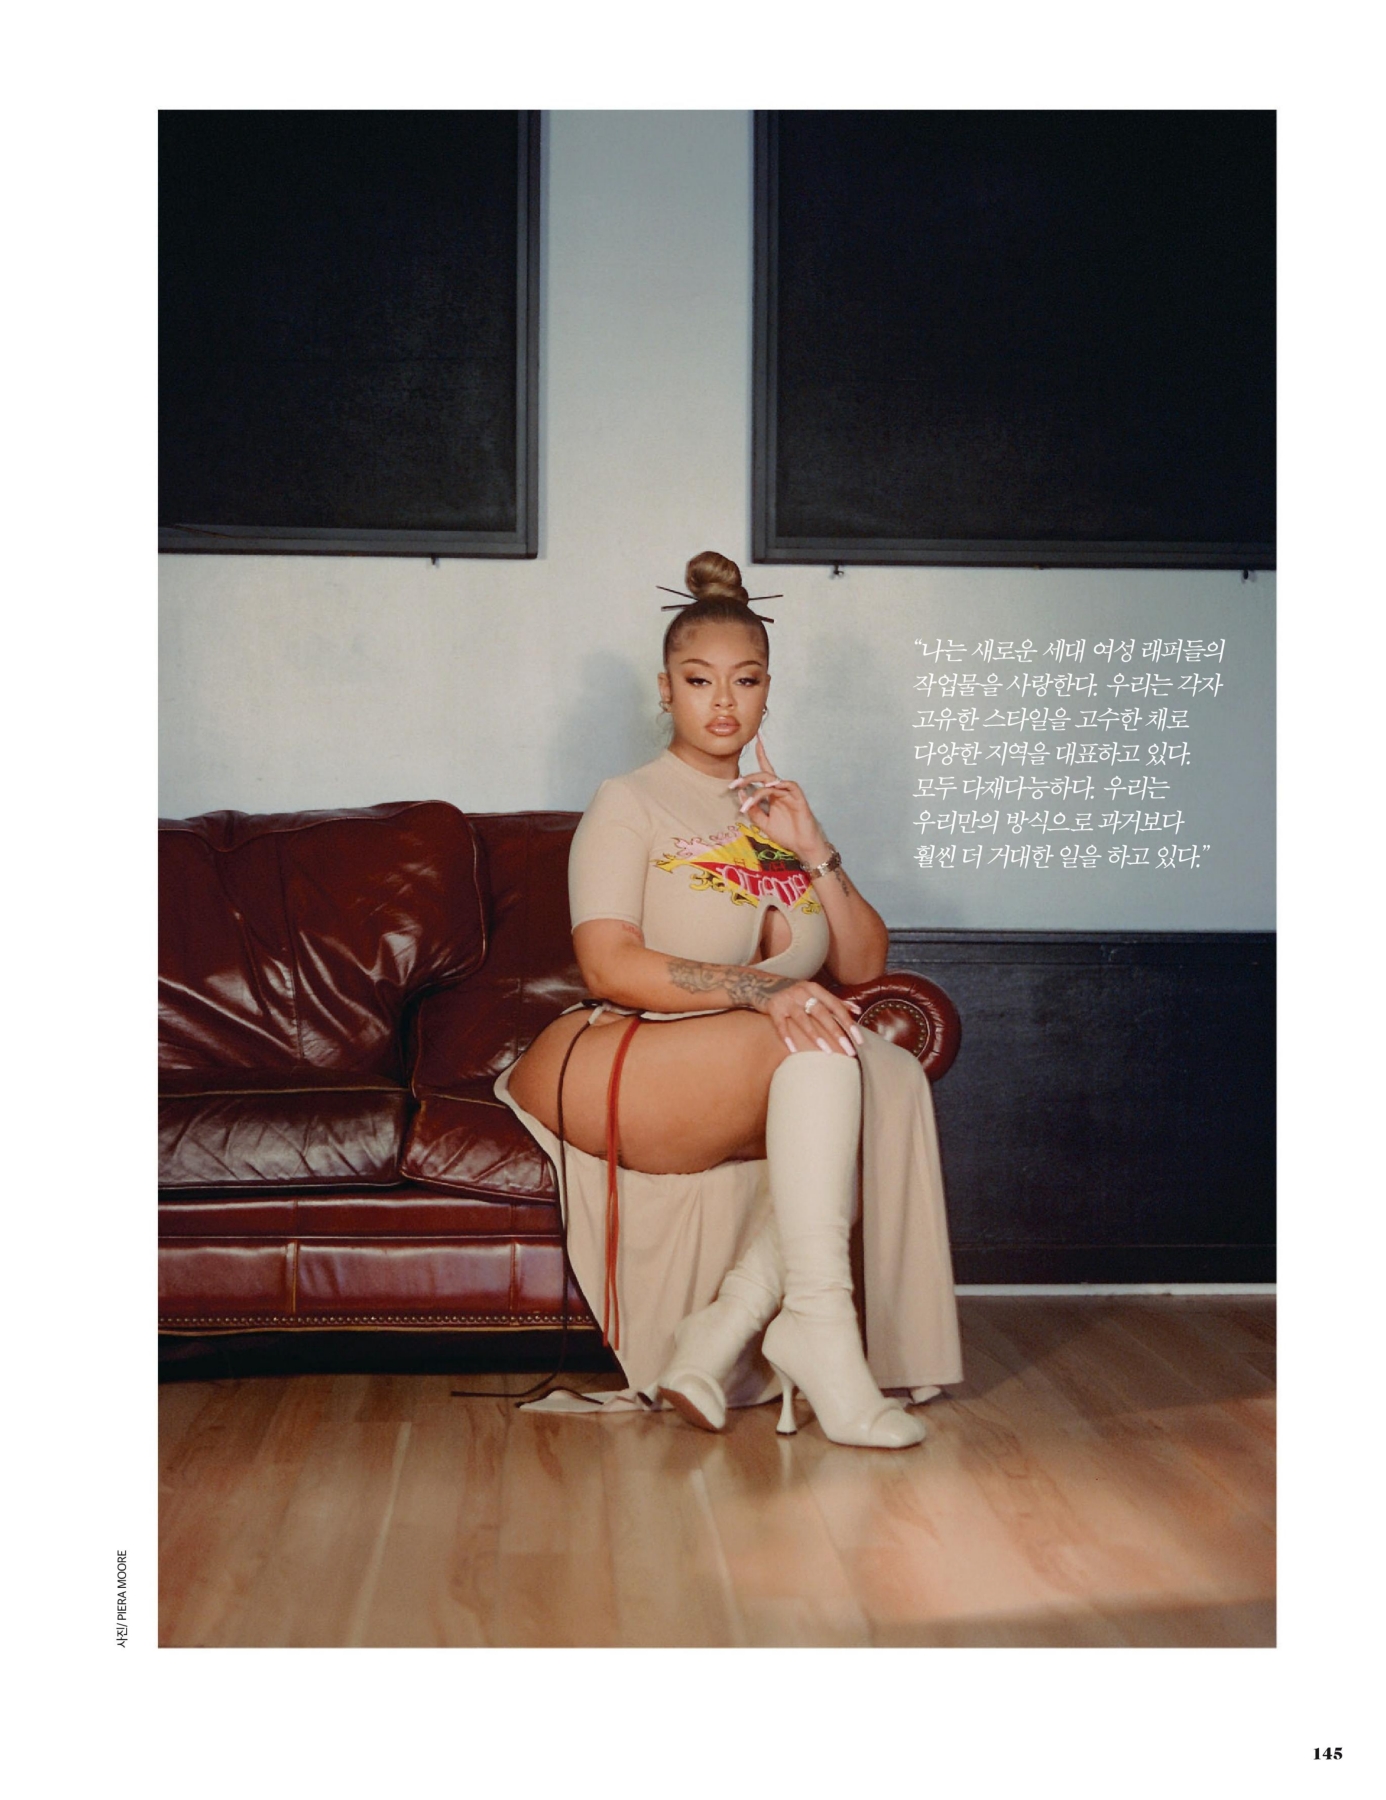 “나는 새로운 세대 여성 래퍼들의
작업물을 사랑한다. 우리는 각자
고유한 스타일을 고수한 채로
다양한 지역을 대표하고 있다.
모두 다재다능하다. 우리는
우리만의 방식으로 과거보다
훨씬 더 거대한 일을 하고 있다.”
사진/ PIERA MOORE
145